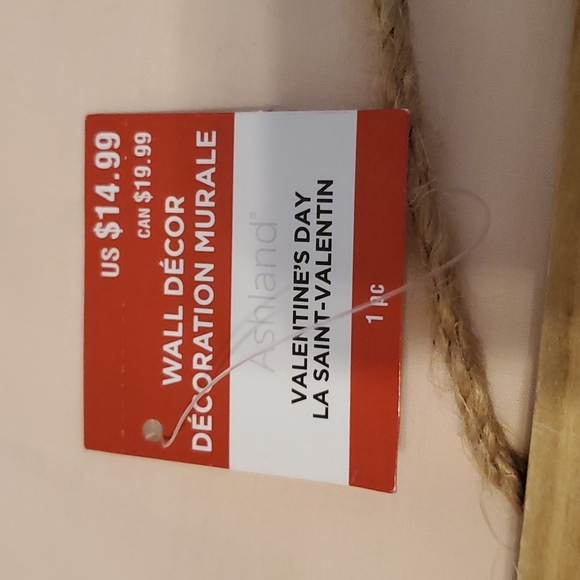 US $14.99
CAN $19.99
WALL DÉCOR
DÉCORATION MURALE
Ashland®
VALENTINE'S DAY
LA SAINT-VALENTIN
1 pc